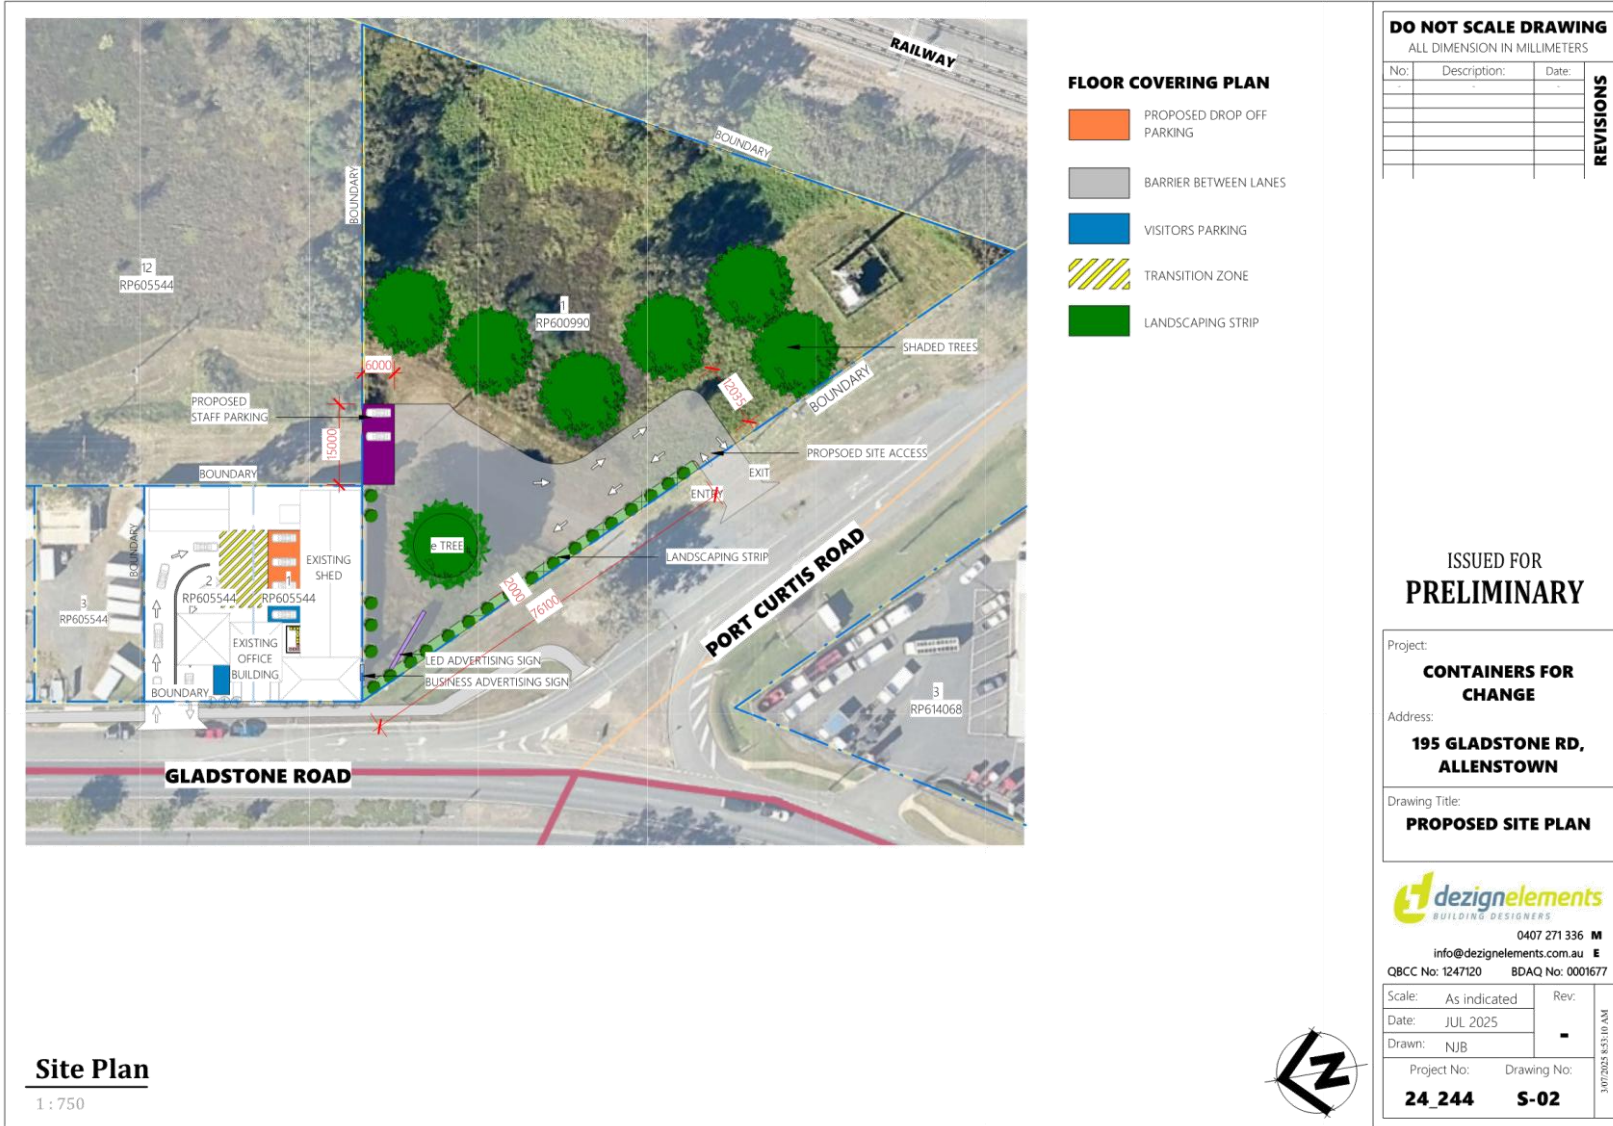 RAILWAY
BOUNDARY
BOUNDARY
12
RP605544
1
RP600990
SHADED TREES
6000
12035
BOUNDARY
PROPOSED
STAFF PARKING
15000
BOUNDARY
PROPSOED SITE ACCESS
EXIT
ENTRY
BOUNDARY
e TREE
EXISTING
SHED
LANDSCAPING STRIP
2
RP605544
1
RP605544
3
RP605544
2000
76100
PORT CURTIS ROAD
EXISTING
OFFICE
BUILDING
LED ADVERTISING SIGN
BUSINESS ADVERTISING SIGN
BOUNDARY
3
RP614068
GLADSTONE ROAD
FLOOR COVERING PLAN
PROPOSED DROP OFF
PARKING
BARRIER BETWEEN LANES
VISITORS PARKING
TRANSITION ZONE
LANDSCAPING STRIP
Site Plan
1 : 750
N
DO NOT SCALE DRAWING
ALL DIMENSION IN MILLIMETERS
No: Description: Date:
- - -
REVISIONS
ISSUED FOR
PRELIMINARY
Project:
CONTAINERS FOR
CHANGE
Address:
195 GLADSTONE RD,
ALLENSTOWN
Drawing Title:
PROPOSED SITE PLAN
dezignelements
BUILDING DESIGNERS
0407 271 336 M
info@dezignelements.com.au E
QBCC No: 1247120 BDAQ No: 0001677
Scale: As indicated Rev:
Date: JUL 2025
-
Drawn: NJB
Project No: Drawing No:
24_244 S-02
3/07/2025 8:53:10 AM